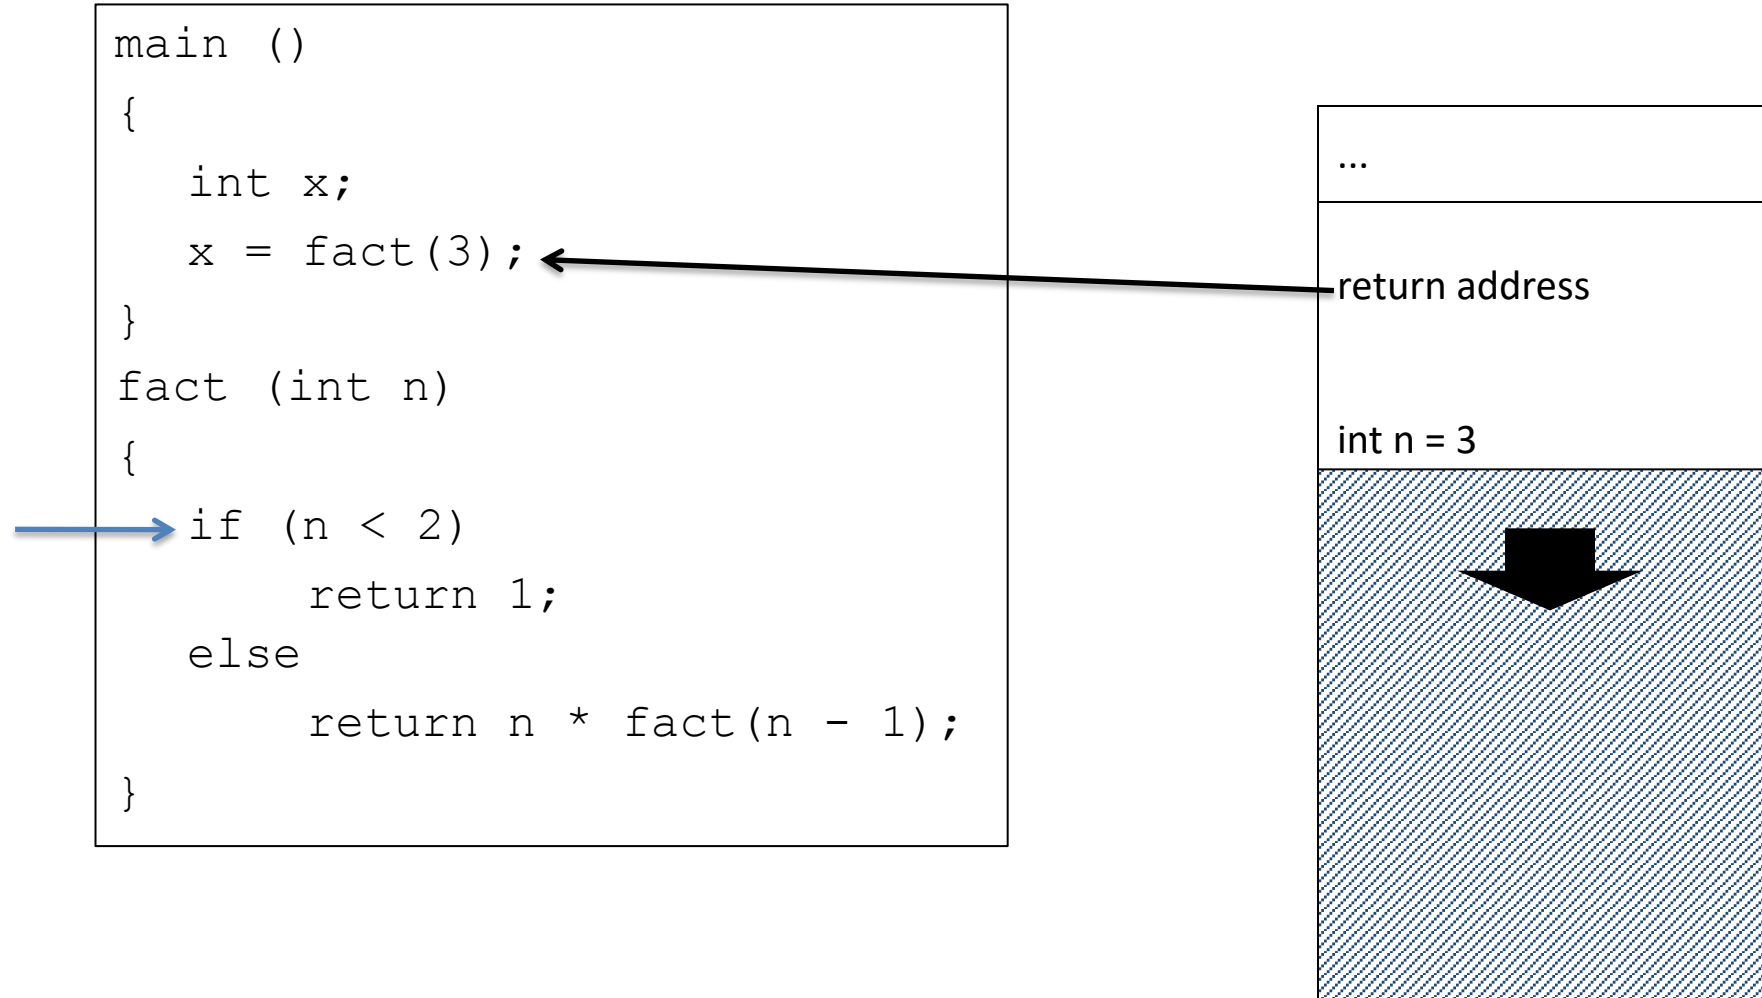 main ()
{
int x;
x = fact(3);
}
fact (int n)
{
if (n < 2)
return 1;
else
return n * fact(n - 1);
}
...
return address
int n = 3